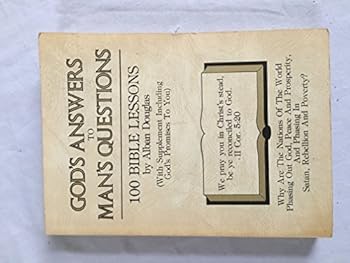 GOD'S ANSWERS
TO
MAN'S QUESTIONS
100 BIBLE LESSONS
by Alban Douglas
(With Supplement Including
God's Promises To You)
We pray you in Christ's stead,
be ye reconciled to God.
II Cor. 5:20
Why Are The Nations Of The World
Phasing Out God, Peace And Prosperity,
And Phasing In
Satan, Rebellion And Poverty?